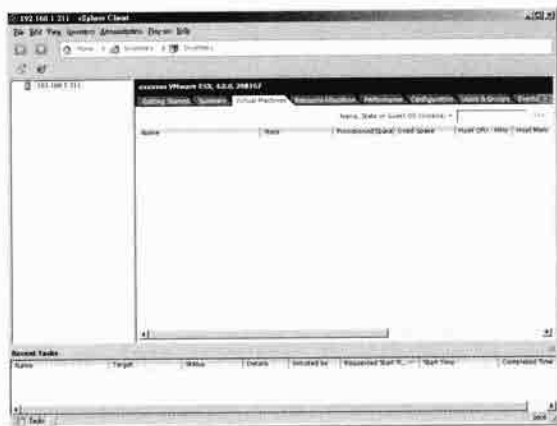 192.168.1.211 - vSphere Client
File Edit View Inventory Administration Plug-ins Help
Home Inventory Inventory
192.168.1.211
VMware ESX, 4.0.0,
Getting Started Summary Virtual Machines Resource Allocation Performance Configuration Users & Groups Events
Name, State or Guest OS contains:
Name State Provisioned Space Used Space Host CPU - MHz Host Mem
Recent Tasks
Name Target Status Details Initiated by Requested Start Ti... Start Time Completed Time
Tasks